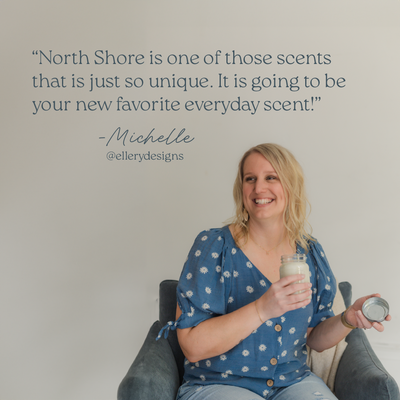 “North Shore is one of those scents
that is just so unique. It is going to be
your new favorite everyday scent!”
-Michelle
@ellerydesigns